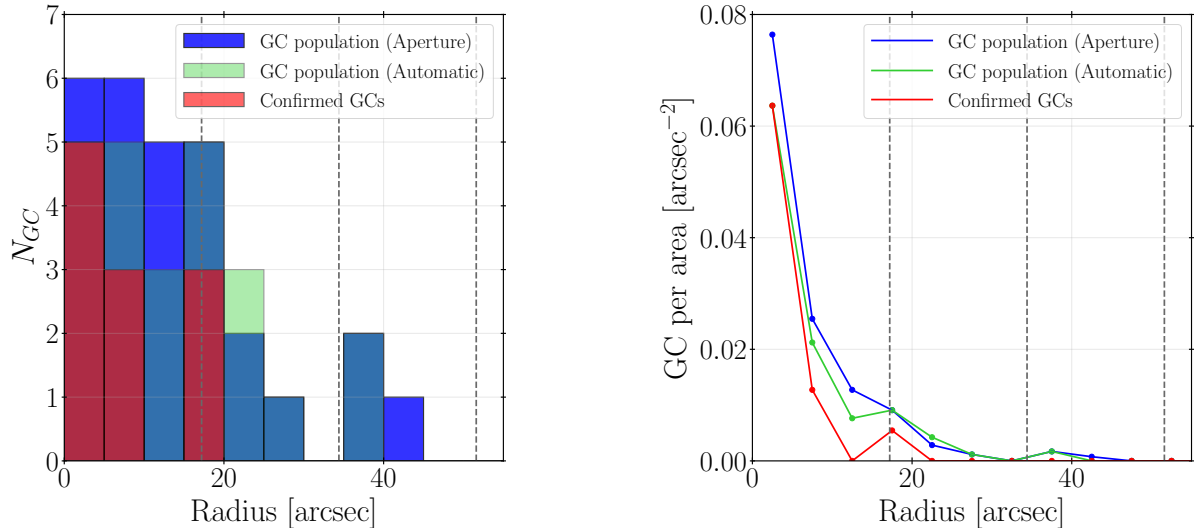 7
6
5
4
3
2
1
0
N_{GC}
GC population (Aperture)
GC population (Automatic)
Confirmed GCs
0
20
40
Radius [arcsec]
0.08
0.06
0.04
0.02
0.00
GC per area [arcsec^{-2}]
GC population (Aperture)
GC population (Automatic)
Confirmed GCs
0
20
40
Radius [arcsec]